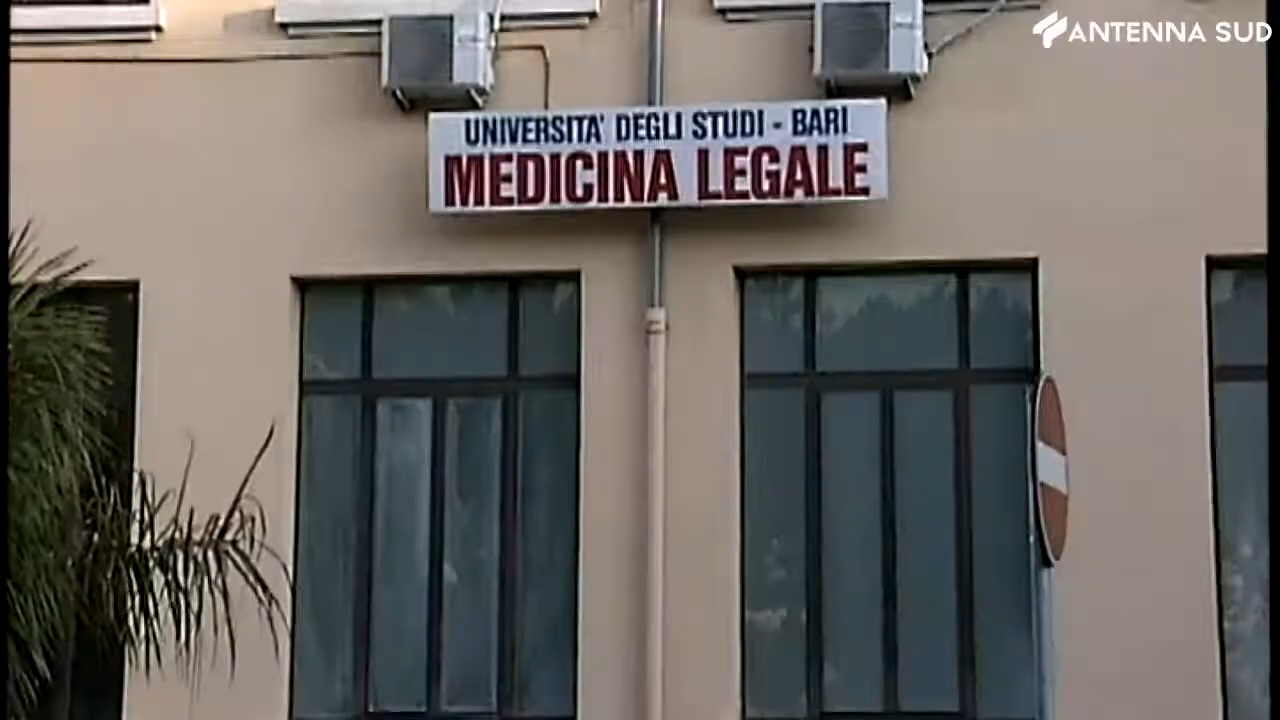 ANTENNA SUD
UNIVERSITA' DEGLI STUDI - BARI
MEDICINA LEGALE